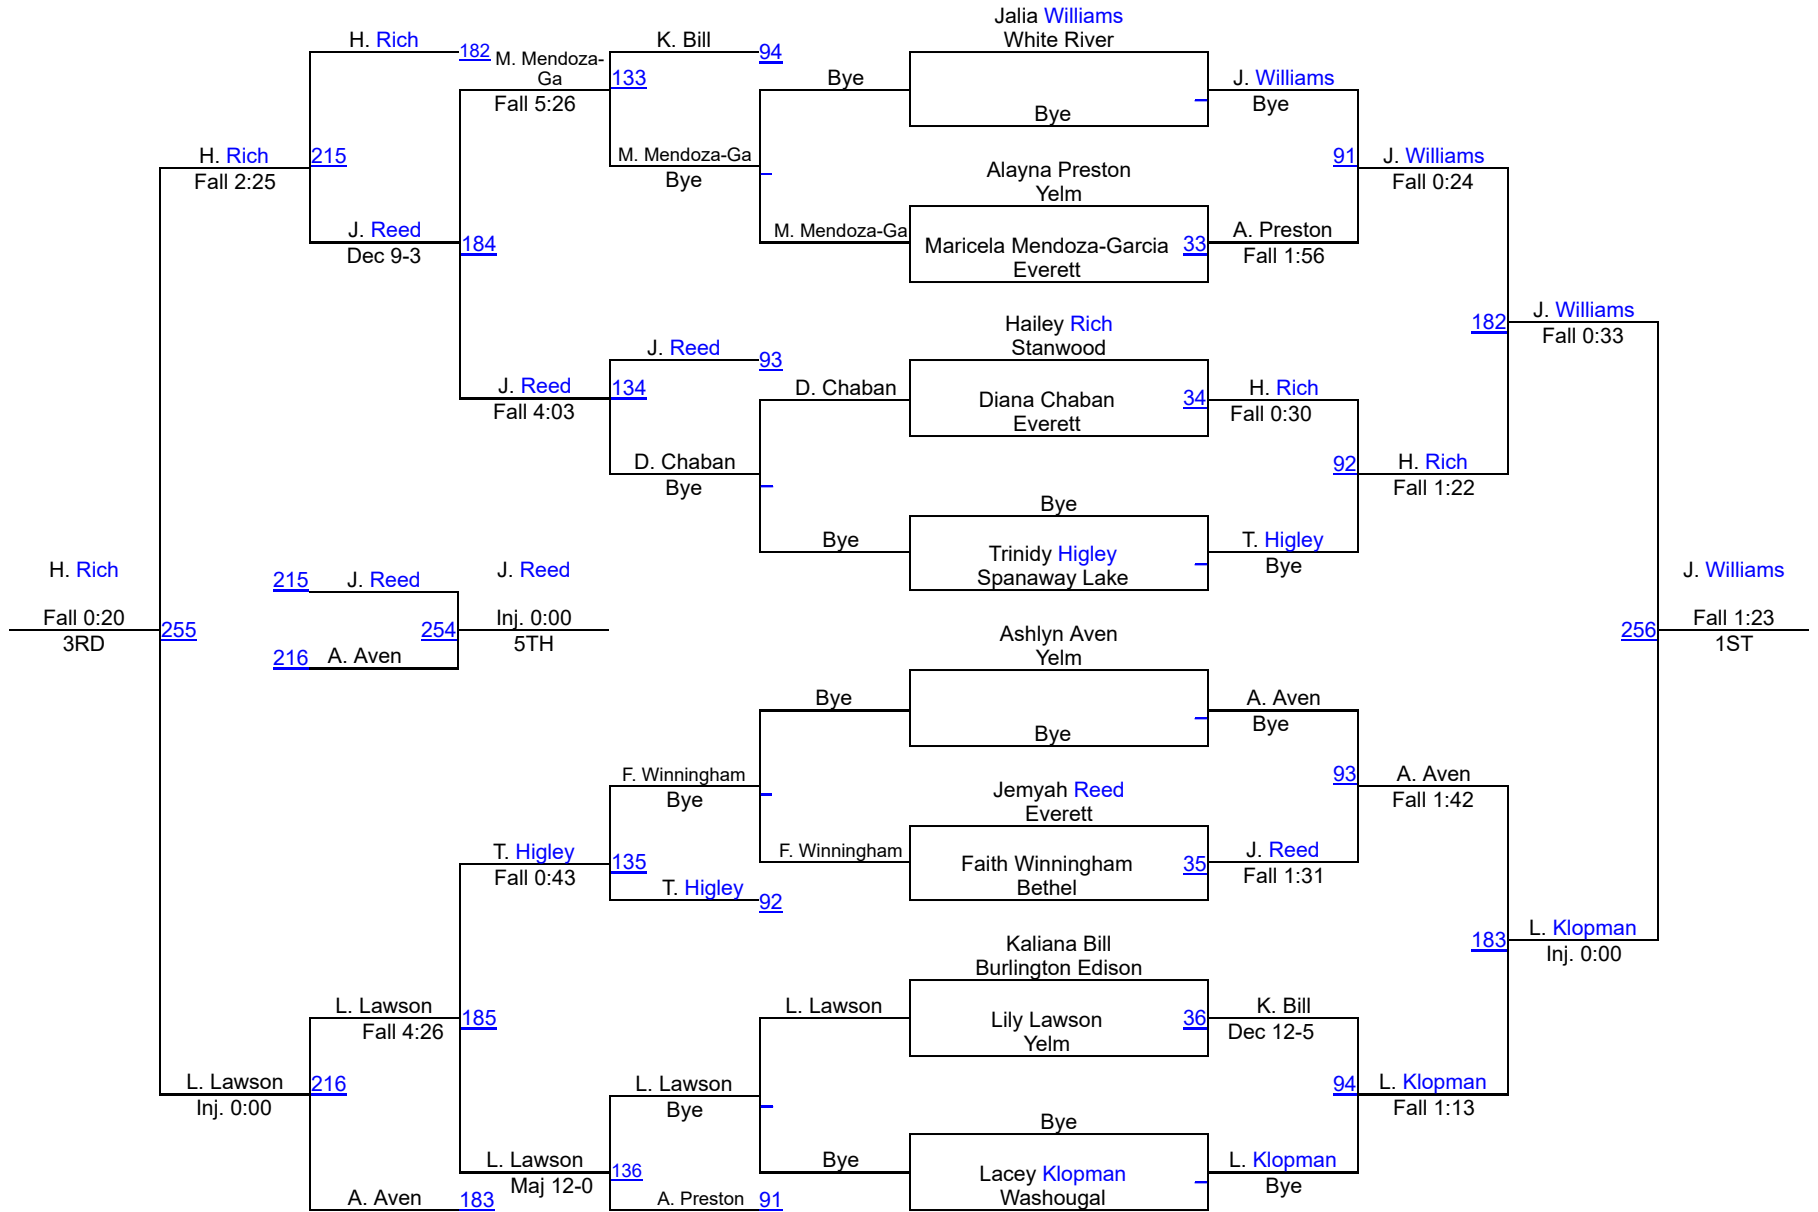 Jalia Williams
White River
H. Rich
182
M. Mendoza-
Ga
Fall 5:26
K. Bill
94
133
Bye
Bye
J. Williams
Bye
H. Rich
Fall 2:25
215
M. Mendoza-Ga
Bye
Alayna Preston
Yelm
91
J. Williams
Fall 0:24
J. Reed
Dec 9-3
184
M. Mendoza-Ga
Maricela Mendoza-Garcia
Everett
33
A. Preston
Fall 1:56
Hailey Rich
Stanwood
182
J. Williams
Fall 0:33
J. Reed
93
J. Reed
Fall 4:03
134
D. Chaban
Diana Chaban
Everett
34
H. Rich
Fall 0:30
D. Chaban
Bye
92
H. Rich
Fall 1:22
Bye
Bye
Trinidy Higley
Spanaway Lake
T. Higley
Bye
H. Rich
Fall 0:20
3RD
255
215
J. Reed
216
A. Aven
254
J. Reed
Inj. 0:00
5TH
256
J. Williams
Fall 1:23
1ST
Ashlyn Aven
Yelm
Bye
Bye
A. Aven
Bye
F. Winningham
Bye
Jemyah Reed
Everett
93
A. Aven
Fall 1:42
T. Higley
Fall 0:43
135
F. Winningham
Faith Winningham
Bethel
35
J. Reed
Fall 1:31
T. Higley
92
Kaliana Bill
Burlington Edison
183
L. Klopman
Inj. 0:00
L. Lawson
Fall 4:26
185
L. Lawson
Lily Lawson
Yelm
36
K. Bill
Dec 12-5
L. Lawson
Inj. 0:00
216
L. Lawson
Bye
94
L. Klopman
Fall 1:13
Bye
L. Lawson
Maj 12-0
136
Bye
Lacey Klopman
Washougal
L. Klopman
Bye
A. Aven
183
A. Preston
91